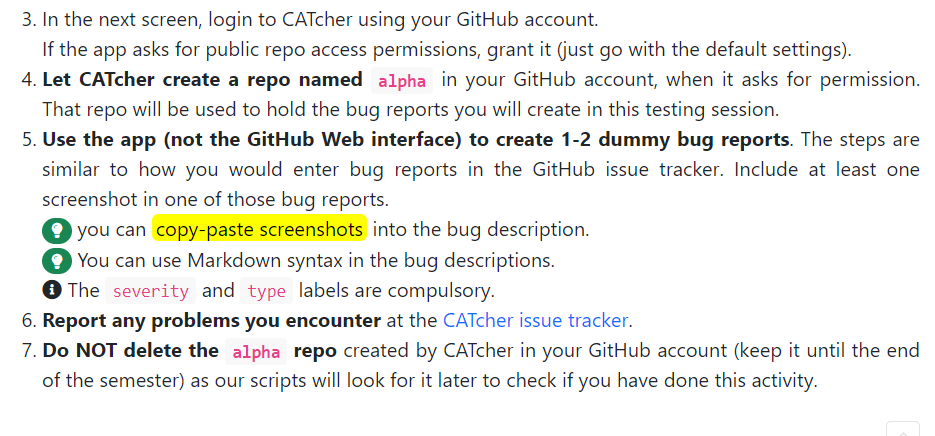 3. In the next screen, login to CATcher using your GitHub account.
If the app asks for public repo access permissions, grant it (just go with the default settings).
4. Let CATcher create a repo named alpha in your GitHub account, when it asks for permission.
That repo will be used to hold the bug reports you will create in this testing session.
5. Use the app (not the GitHub Web interface) to create 1-2 dummy bug reports. The steps are
similar to how you would enter bug reports in the GitHub issue tracker. Include at least one
screenshot in one of those bug reports.
you can copy-paste screenshots into the bug description.
You can use Markdown syntax in the bug descriptions.
The severity and type labels are compulsory.
6. Report any problems you encounter at the CATcher issue tracker.
7. Do NOT delete the alpha repo created by CATcher in your GitHub account (keep it until the end
of the semester) as our scripts will look for it later to check if you have done this activity.